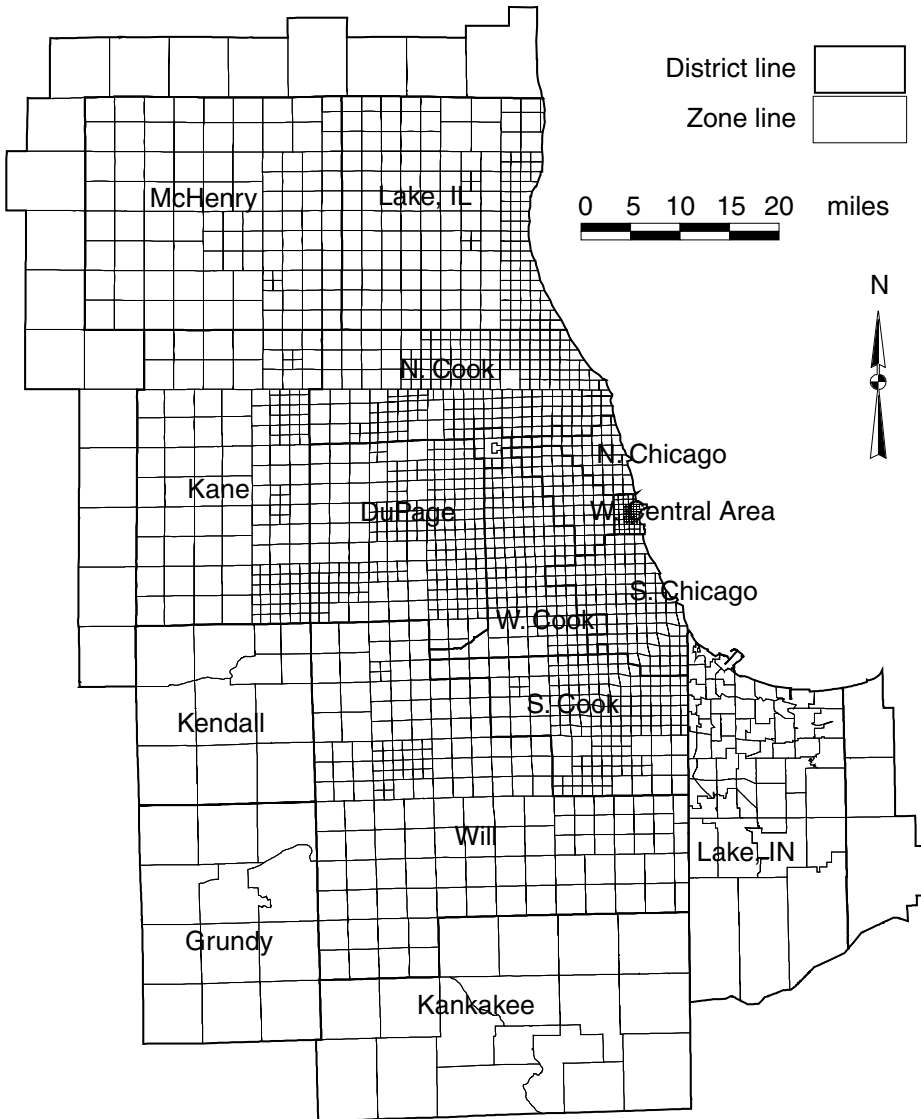 District line
Zone line
McHenry
Lake, IL
0 5 10 15 20 miles
N
N. Cook
N. Chicago
Kane
DuPage
W. Central Area
S. Chicago
W. Cook
Kendall
S. Cook
Will
Lake, IN
Grundy
Kankakee